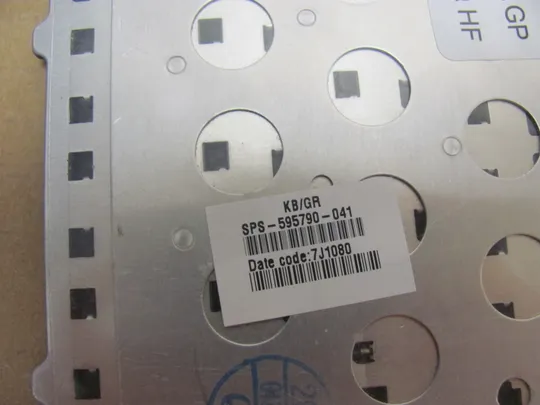 GP
HF
KB/GR
SPS-595790-041
Date code:7J1080